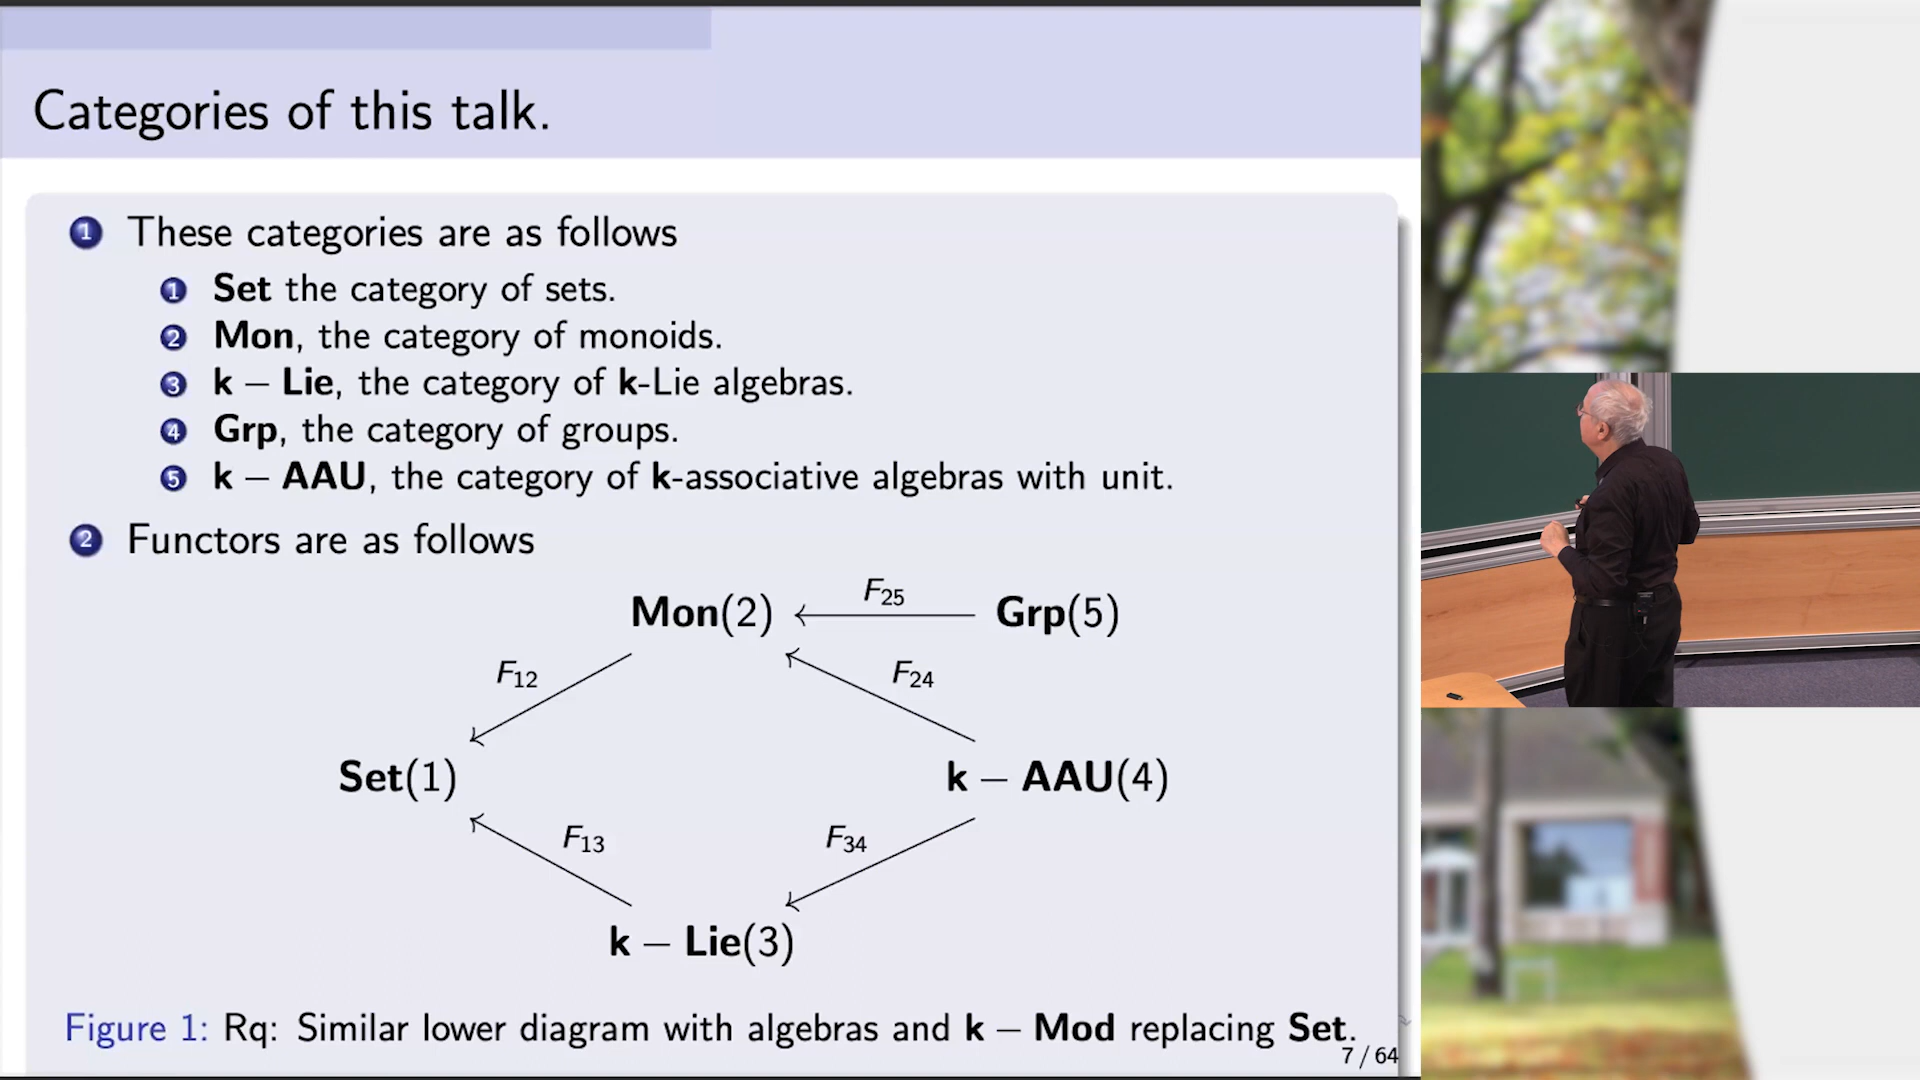 Categories of this talk.
1 These categories are as follows
1 Set the category of sets.
2 Mon, the category of monoids.
3 k – Lie, the category of k-Lie algebras.
4 Grp, the category of groups.
5 k – AAU, the category of k-associative algebras with unit.
2 Functors are as follows
Mon(2) F25 Grp(5)
F12 F24
Set(1) k – AAU(4)
F13 F34
k – Lie(3)
Figure 1: Rq: Similar lower diagram with algebras and k – Mod replacing Set.
7 / 64